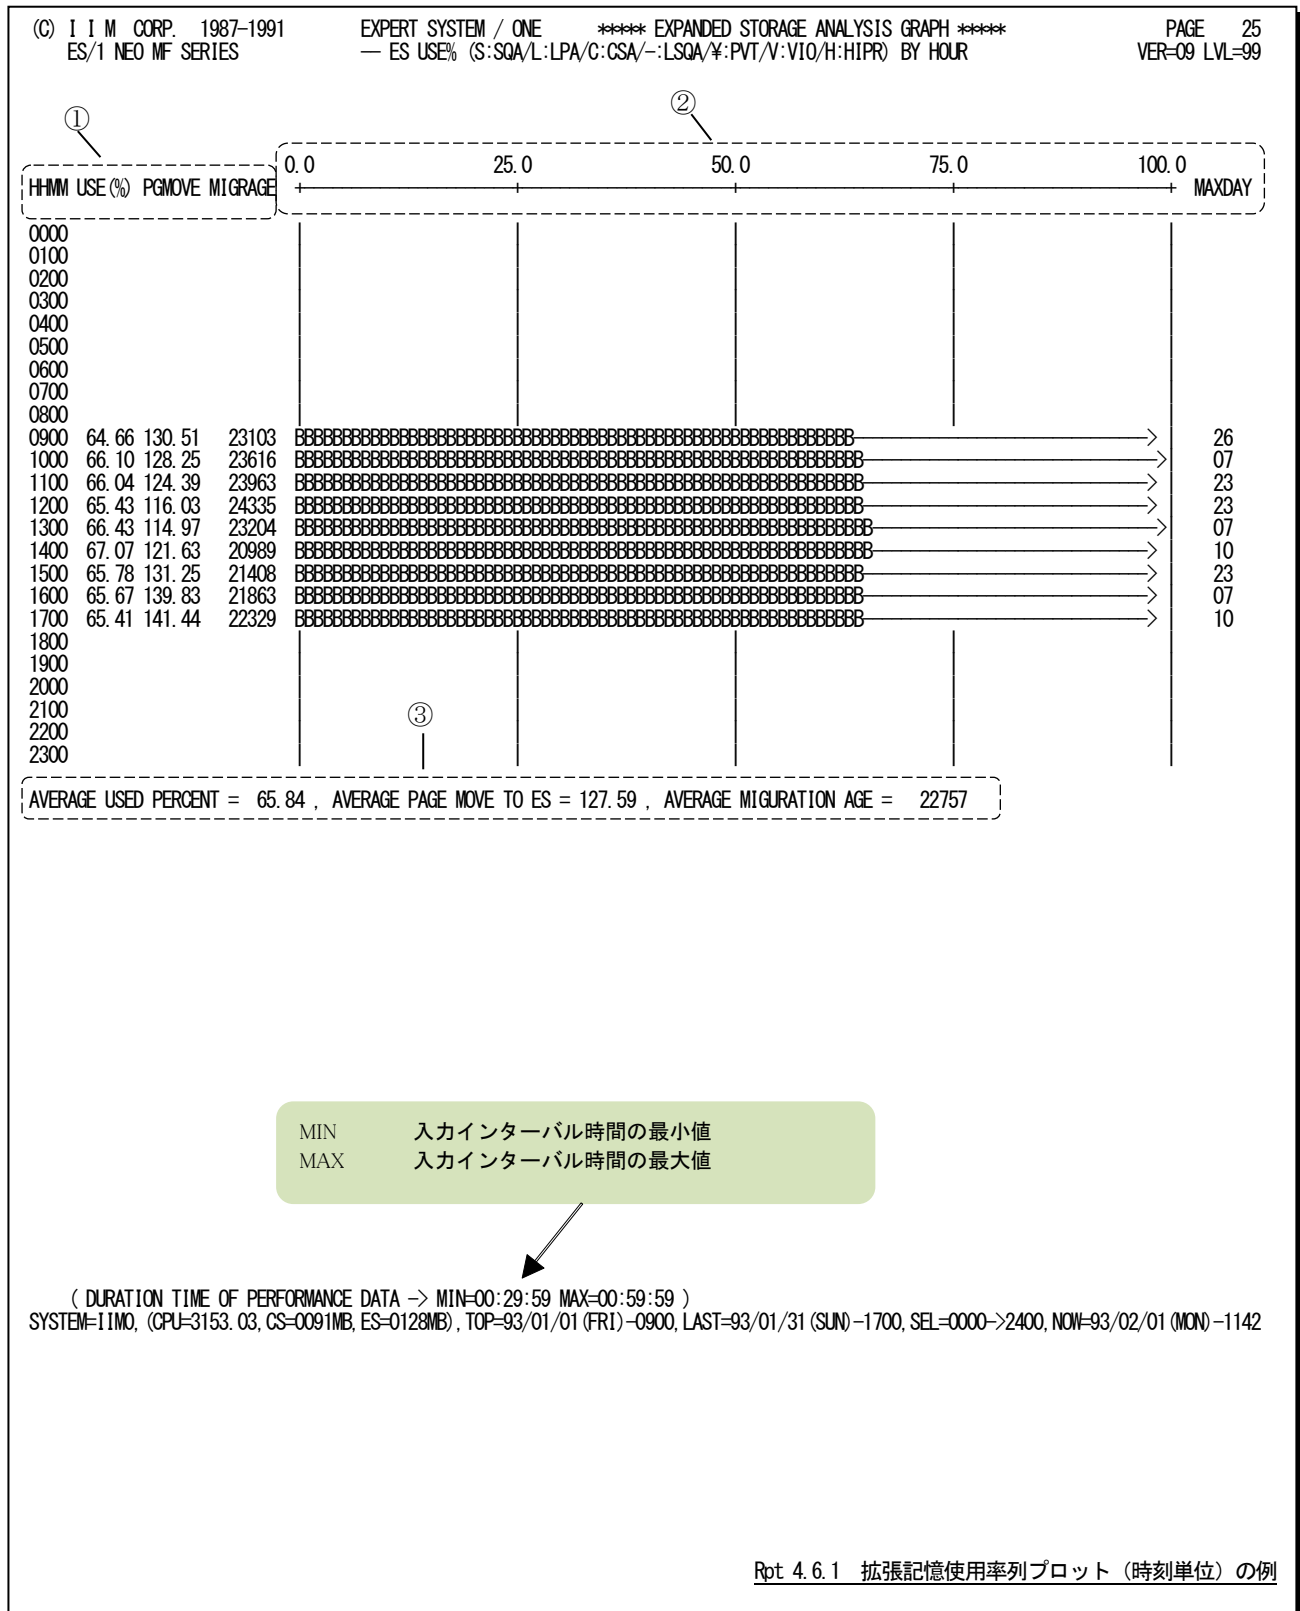 (C) I I M CORP. 1987-1991 EXPERT SYSTEM / ONE ***** EXPANDED STORAGE ANALYSIS GRAPH ***** PAGE 25
ES/1 NEO MF SERIES -- ES USE% (S:SQA/L:LPA/C:CSA/-:LSQA/¥:PVT/V:VIO/H:HIPR) BY HOUR VER=09 LVL=99
① ②
0.0 25.0 50.0 75.0 100.0
HHMM USE(%) PGMOVE MIGRAGE MAXDAY
0000
0100
0200
0300
0400
0500
0600
0700
0800
0900 64.66 130.51 23103 BBBBBBBBBBBBBBBBBBBBBBBBBBBBBBBBBBBBBBBBBBBBBBBBBBBBBBBBBBB------------------------------> 26
1000 66.10 128.25 23616 BBBBBBBBBBBBBBBBBBBBBBBBBBBBBBBBBBBBBBBBBBBBBBBBBBBBBBBBBBBB------------------------------> 07
1100 66.04 124.39 23963 BBBBBBBBBBBBBBBBBBBBBBBBBBBBBBBBBBBBBBBBBBBBBBBBBBBBBBBBBBBB-----------------------------> 23
1200 65.43 116.03 24335 BBBBBBBBBBBBBBBBBBBBBBBBBBBBBBBBBBBBBBBBBBBBBBBBBBBBBBBBBBBB-----------------------------> 23
1300 66.43 114.97 23204 BBBBBBBBBBBBBBBBBBBBBBBBBBBBBBBBBBBBBBBBBBBBBBBBBBBBBBBBBBBBB-----------------------------> 07
1400 67.07 121.63 20989 BBBBBBBBBBBBBBBBBBBBBBBBBBBBBBBBBBBBBBBBBBBBBBBBBBBBBBBBBBBBB----------------------------> 10
1500 65.78 131.25 21408 BBBBBBBBBBBBBBBBBBBBBBBBBBBBBBBBBBBBBBBBBBBBBBBBBBBBBBBBBBBB-----------------------------> 23
1600 65.67 139.83 21863 BBBBBBBBBBBBBBBBBBBBBBBBBBBBBBBBBBBBBBBBBBBBBBBBBBBBBBBBBBBB-----------------------------> 07
1700 65.41 141.44 22329 BBBBBBBBBBBBBBBBBBBBBBBBBBBBBBBBBBBBBBBBBBBBBBBBBBBBBBBBBBBB-----------------------------> 10
1800
1900
2000
2100
2200
2300
③
AVERAGE USED PERCENT = 65.84 , AVERAGE PAGE MOVE TO ES = 127.59 , AVERAGE MIGURATION AGE = 22757
MIN 入力インターバル時間の最小値
MAX 入力インターバル時間の最大値
( DURATION TIME OF PERFORMANCE DATA -> MIN=00:29:59 MAX=00:59:59 )
SYSTEM=IIM0,(CPU=3153.03,CS=0091MB,ES=0128MB),TOP=93/01/01(FRI)-0900,LAST=93/01/31(SUN)-1700,SEL=0000->2400,NOW=93/02/01(MON)-1142
Rpt 4.6.1 拡張記憶使用率列プロット（時刻単位）の例